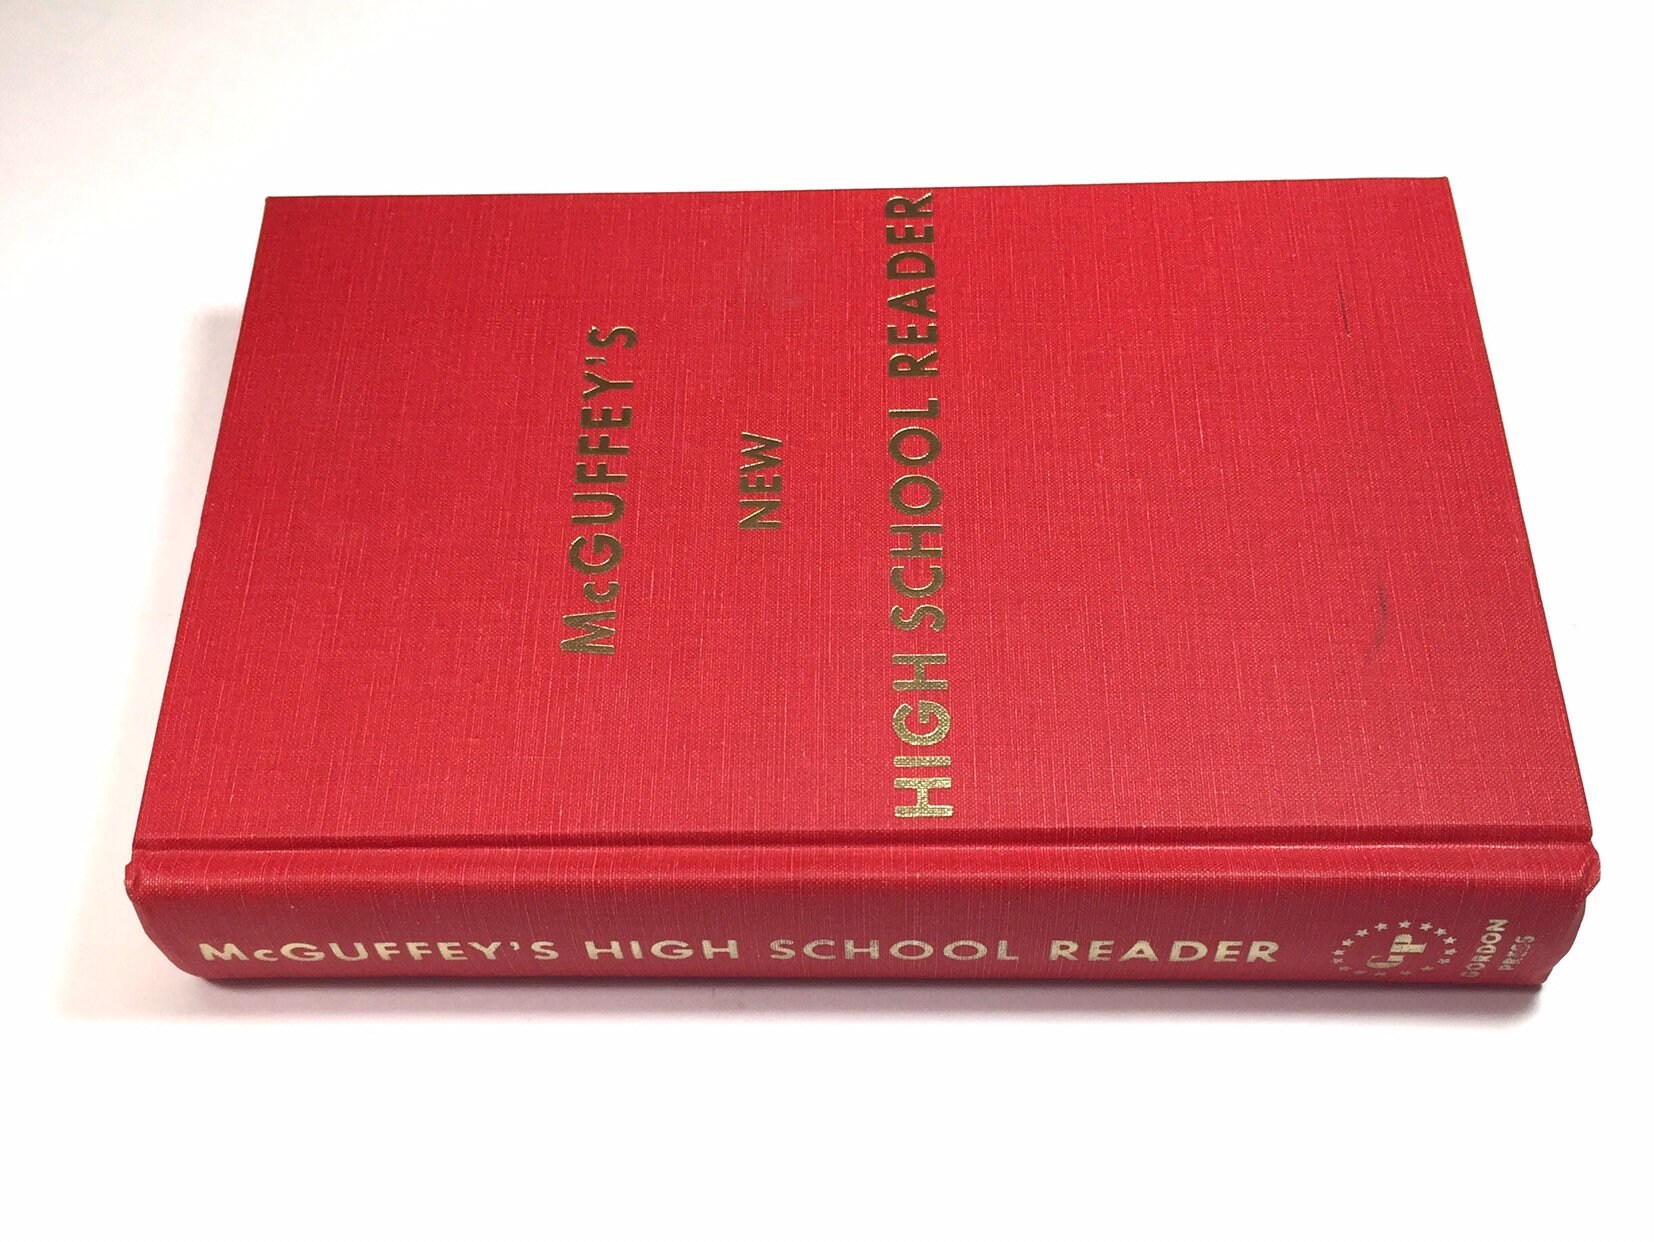 McGUFFEY'S
NEW
HIGH SCHOOL READER
McGUFFEY'S HIGH SCHOOL READER
GP
GORDON
PRESS